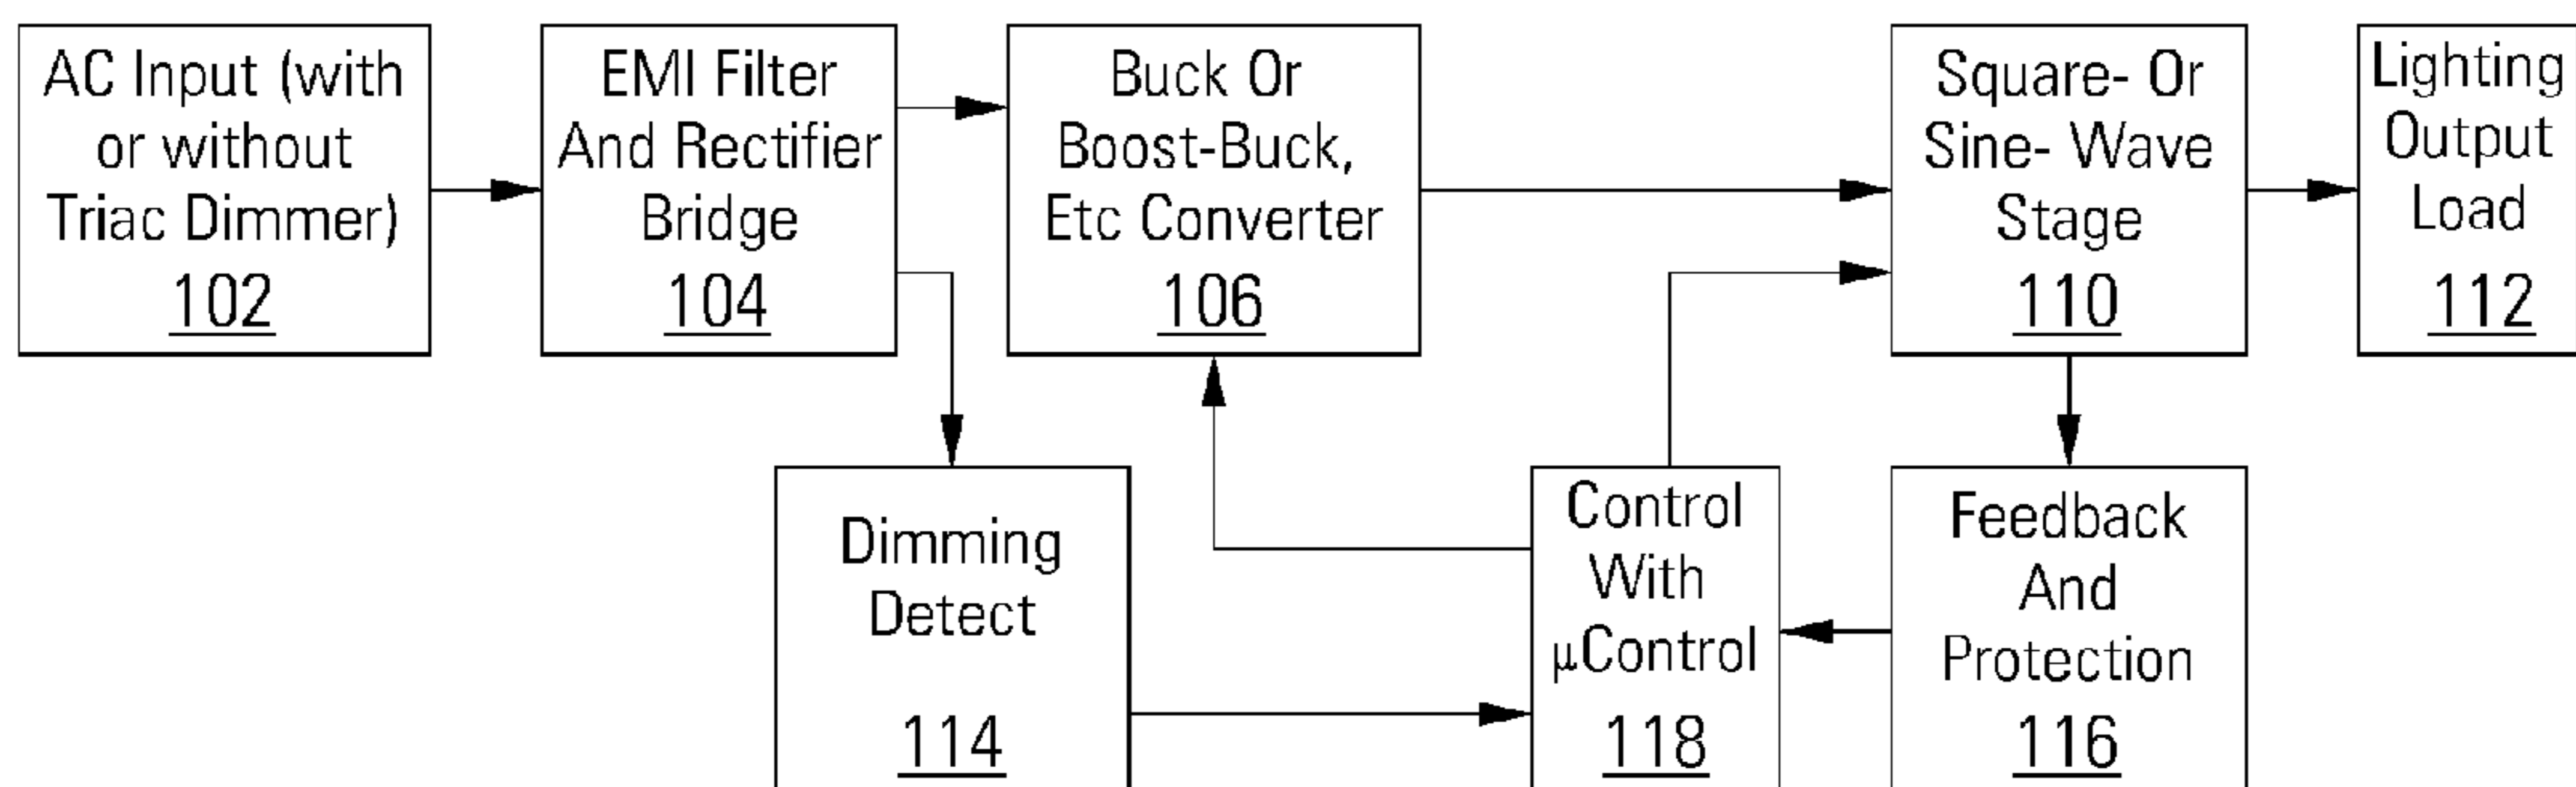 AC Input (with
or without
Triac Dimmer)
102
EMI Filter
And Rectifier
Bridge
104
Buck Or
Boost-Buck,
Etc Converter
106
Square- Or
Sine- Wave
Stage
110
Lighting
Output
Load
112
Dimming
Detect
114
Control
With
μControl
118
Feedback
And
Protection
116